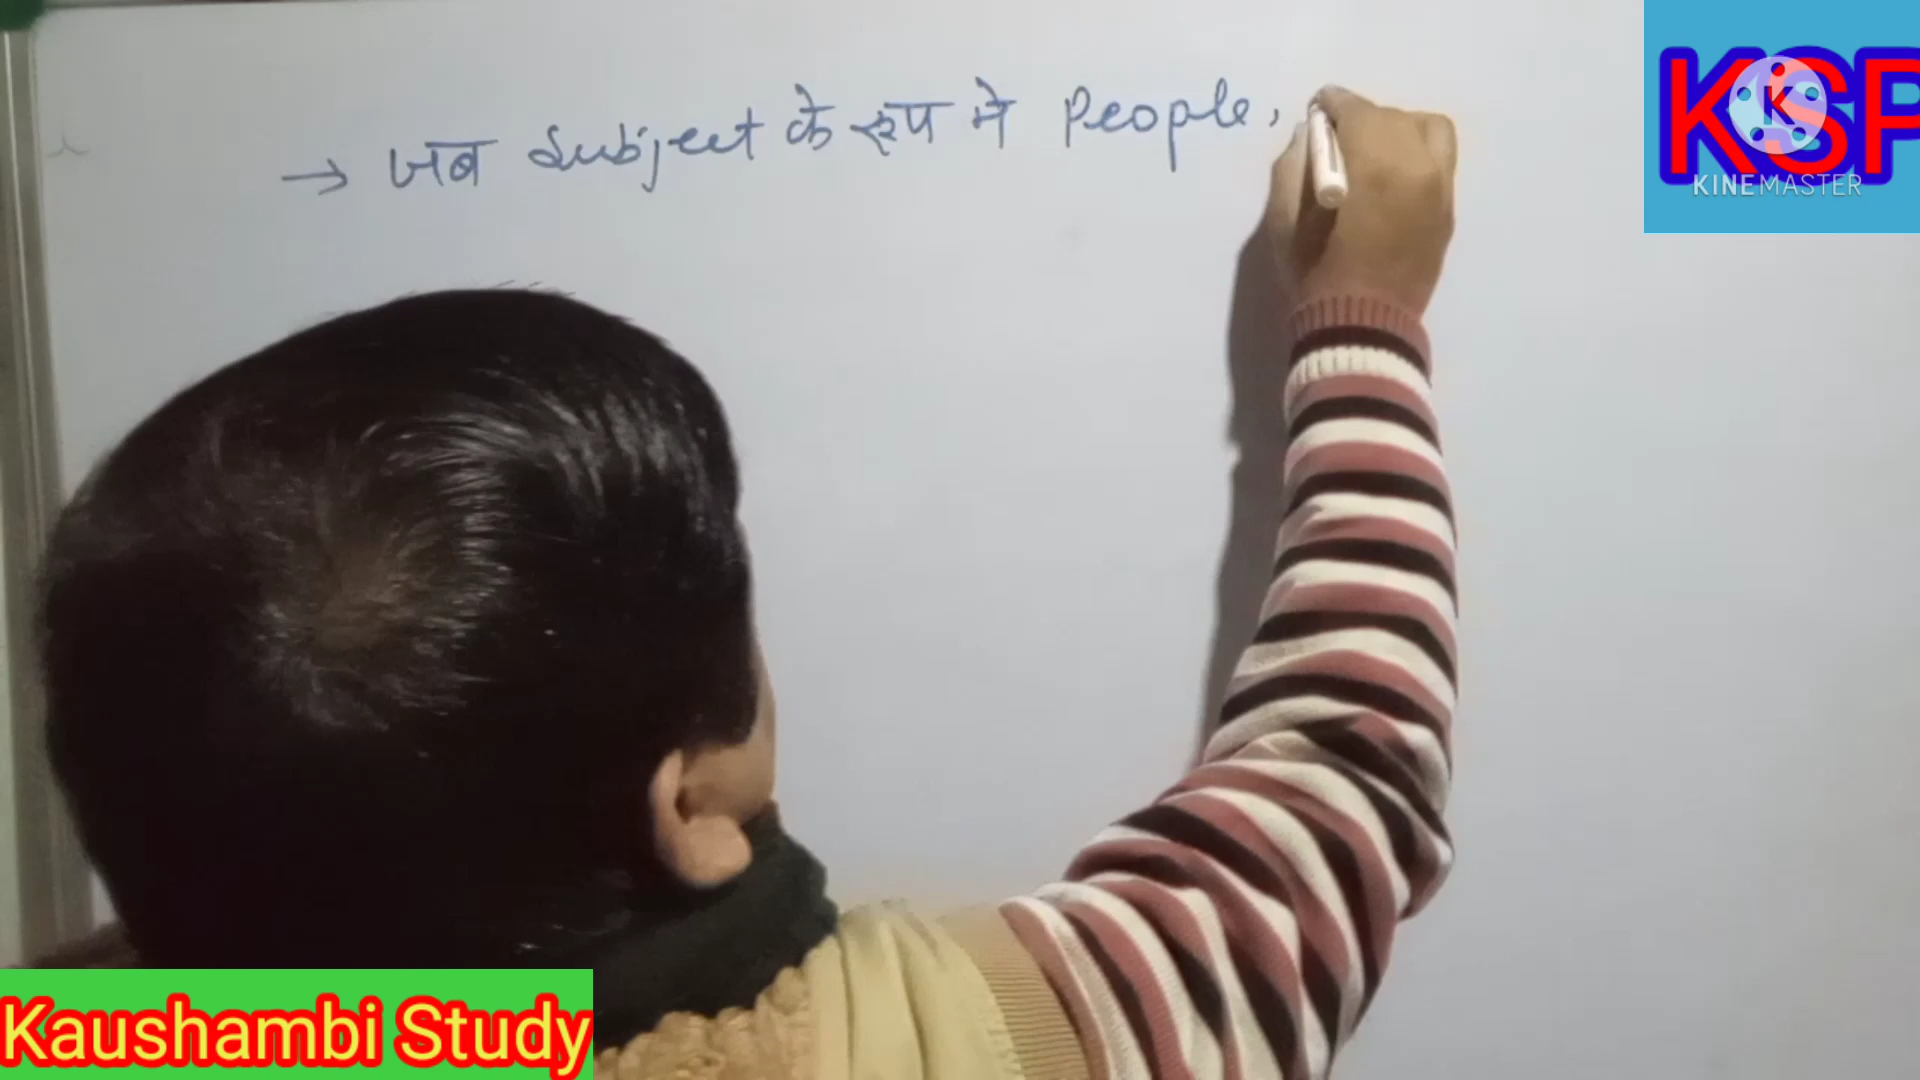 → जब Subject के रूप में People,
KSP
K
KINEMASTER
Kaushambi Study